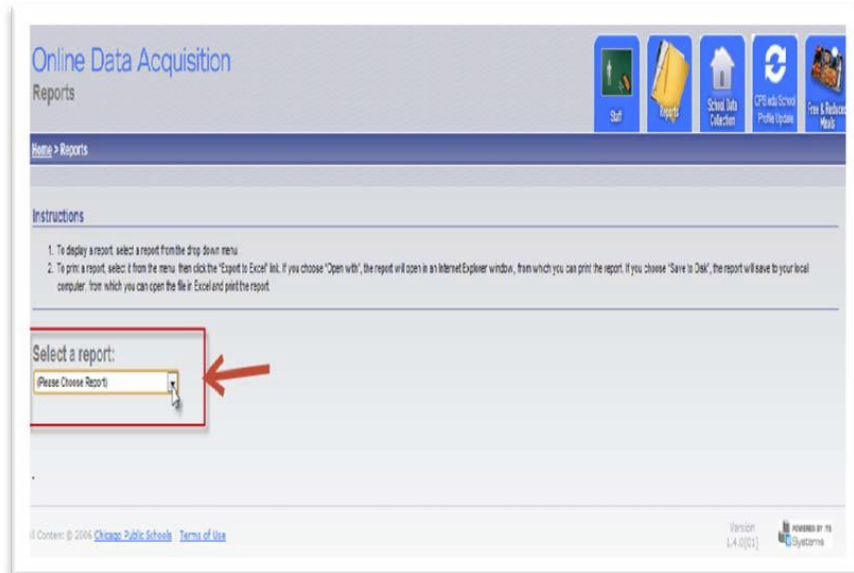 Online Data Acquisition
Reports
Staff
Reports
School Data
Collection
CPS.edu School
Profile Update
Free & Reduced
Meals
Home > Reports
Instructions
1. To display a report, select a report from the drop down menu
2. To print a report, select it from the menu, then click the "Export to Excel" link. If you choose "Open with", the report will open in an Internet Explorer window, from which you can print the report. If you choose "Save to Disk", the report will save to your local
computer, from which you can open the file in Excel and print the report.
Select a report:
(Please Choose Report)
ll Content © 2006 Chicago Public Schools Terms of Use
Version
1.4.0[01]
POWERED BY ITS
Systems